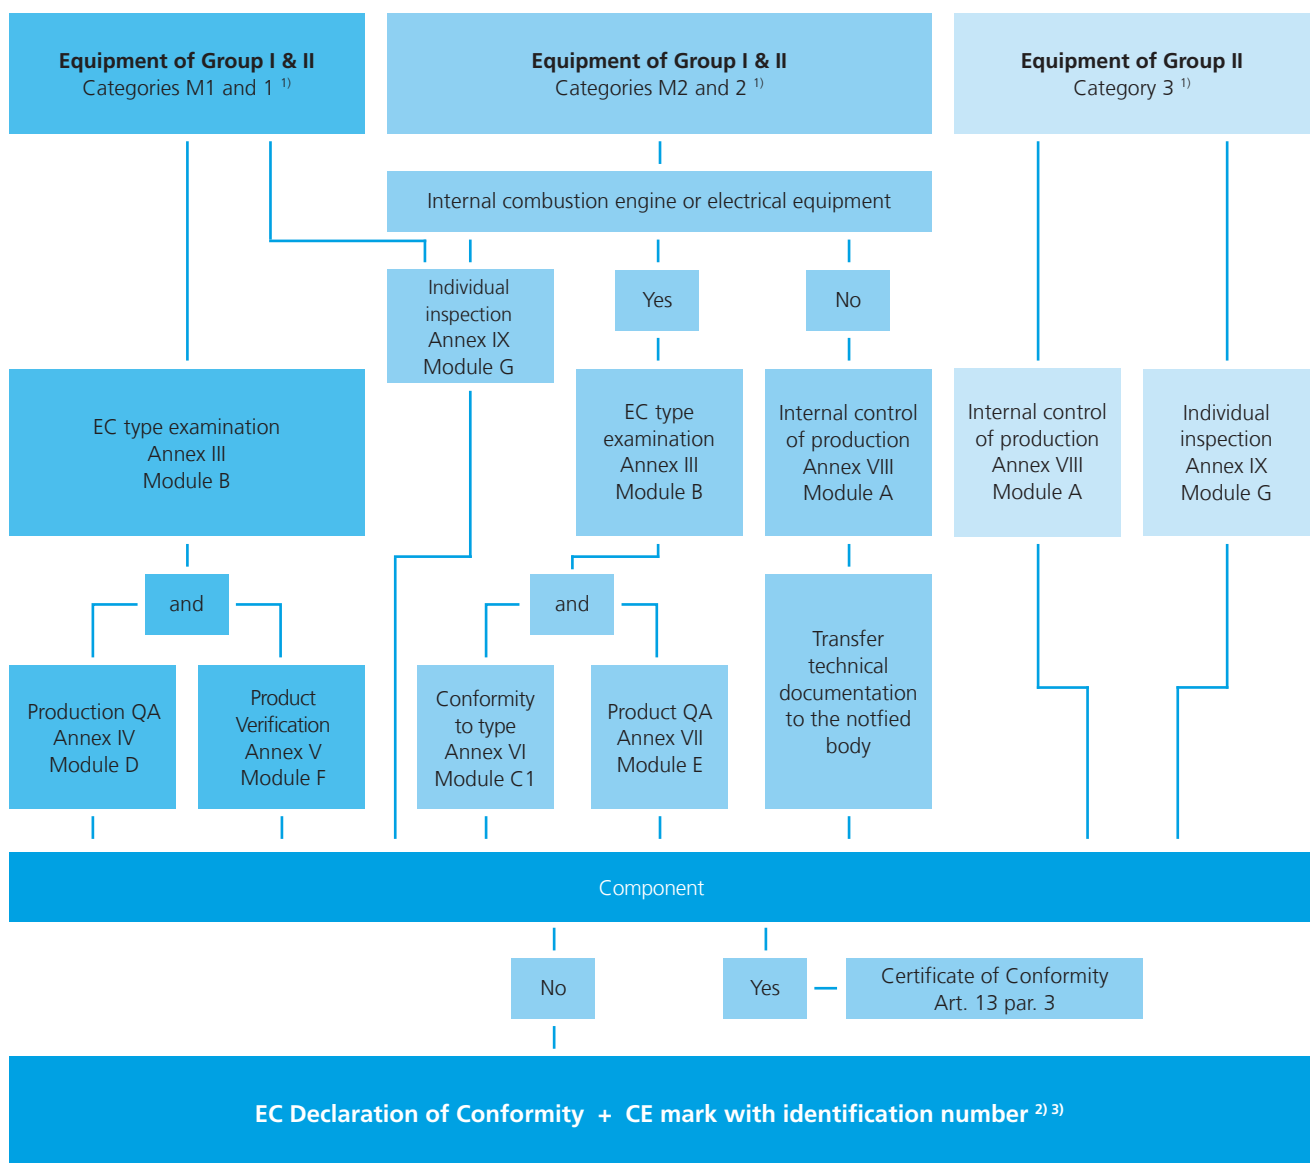 Equipment of Group I & II
Categories M1 and 1 1)
Equipment of Group I & II
Categories M2 and 2 1)
Equipment of Group II
Category 3 1)
Internal combustion engine or electrical equipment
Individual
inspection
Annex IX
Module G
Yes
No
EC type examination
Annex III
Module B
EC type
examination
Annex III
Module B
Internal control
of production
Annex VIII
Module A
Internal control
of production
Annex VIII
Module A
Individual
inspection
Annex IX
Module G
and
and
Production QA
Annex IV
Module D
Product
Verification
Annex V
Module F
Conformity
to type
Annex VI
Module C1
Product QA
Annex VII
Module E
Transfer
technical
documentation
to the notfied
body
Component
No
Yes
Certificate of Conformity
Art. 13 par. 3
EC Declaration of Conformity + CE mark with identification number 2) 3)